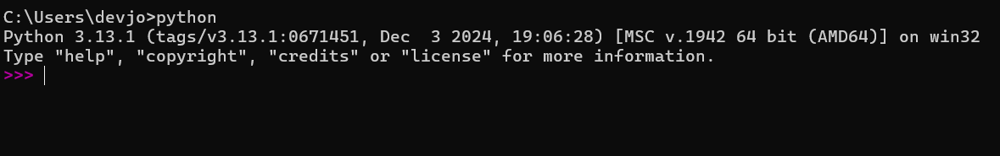 C:\Users\devjo>python
Python 3.13.1 (tags/v3.13.1:0671451, Dec  3 2024, 19:06:28) [MSC v.1942 64 bit (AMD64)] on win32
Type "help", "copyright", "credits" or "license" for more information.
>>>